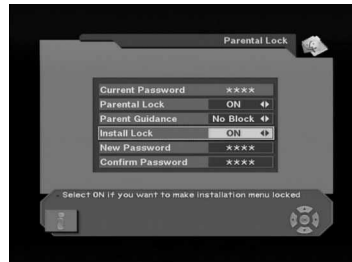 Parental Lock
Current Password ****
Parental Lock ON
Parent Guidance No Block
Install Lock ON
New Password ****
Confirm Password ****
Select ON if you want to make installation menu locked